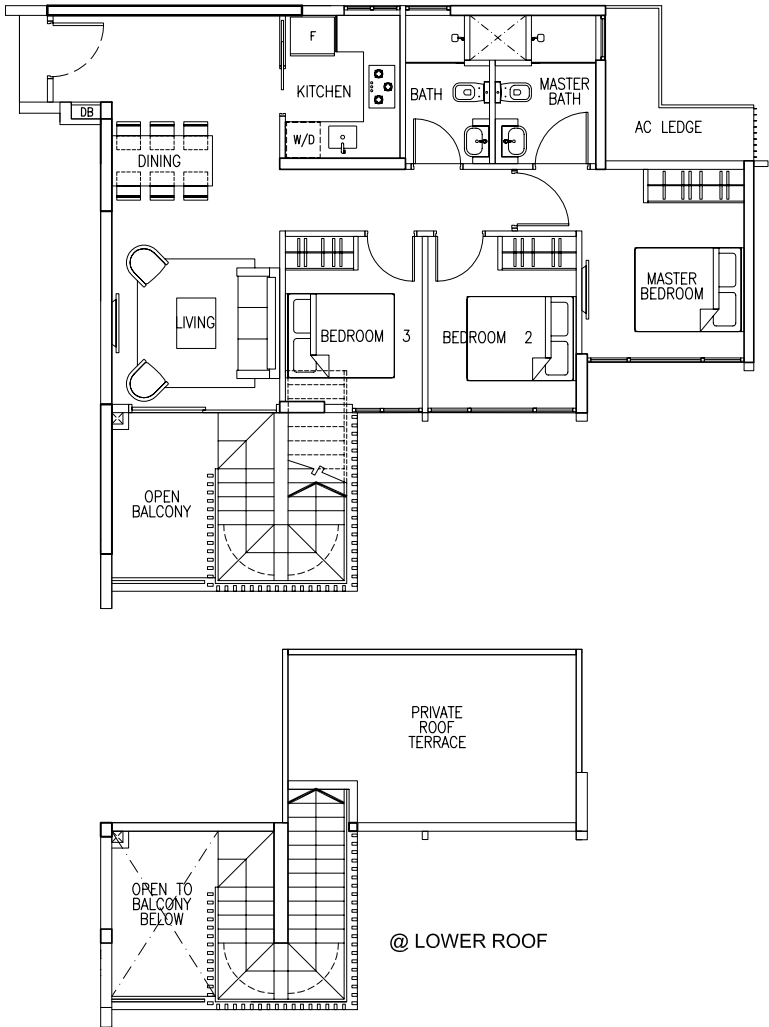 F
KITCHEN
W/D
BATH
MASTER
BATH
DB
AC LEDGE
DINING
MASTER
BEDROOM
LIVING
BEDROOM 3
BEDROOM 2
OPEN
BALCONY
PRIVATE
ROOF
TERRACE
OPEN TO
BALCONY
BELOW
@ LOWER ROOF